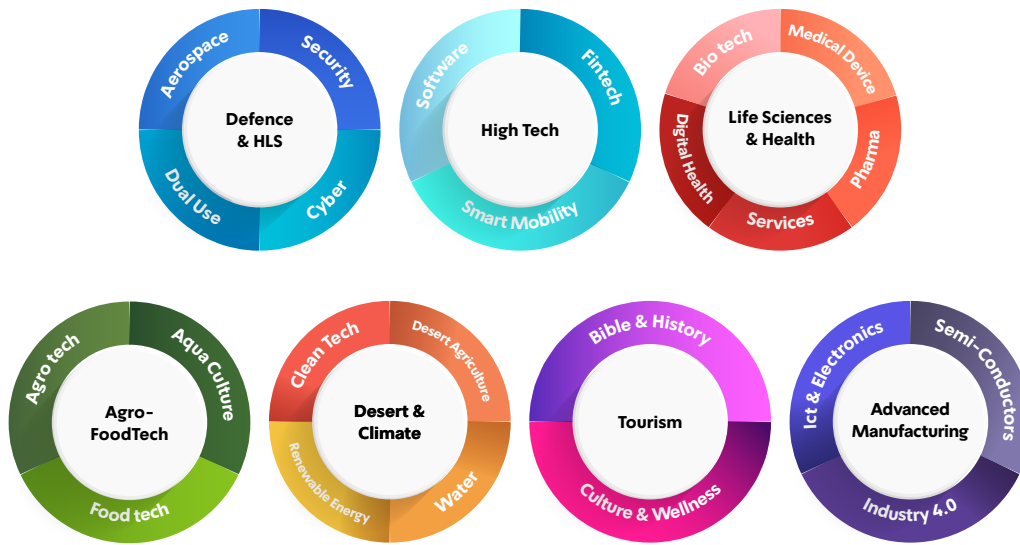 Aerospace
Security
Defence
& HLS
Dual Use
Cyber
Software
Fintech
High Tech
Smart Mobility
Bio tech
Medical Device
Life Sciences
& Health
Digital Health
Pharma
Services
Agro tech
Aqua Culture
Agro-
FoodTech
Food tech
Clean Tech
Desert Agriculture
Desert &
Climate
Renewable Energy
Water
Bible & History
Tourism
Culture & Wellness
Ict & Electronics
Semi-Conductors
Advanced
Manufacturing
Industry 4.0